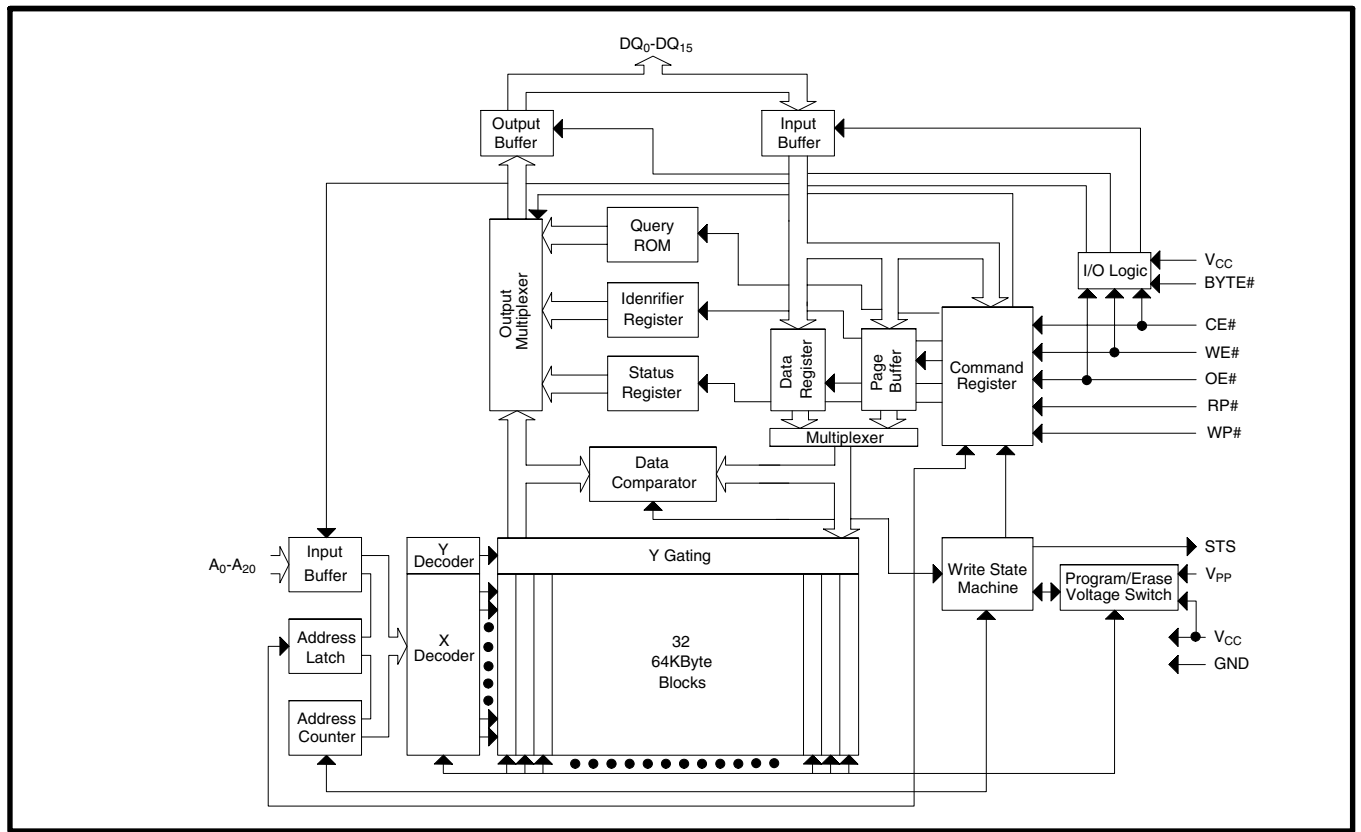 DQ0-DQ15
Output
Buffer
Input
Buffer
Query
ROM
Idenrifier
Register
Status
Register
Output
Multiplexer
Data
Register
Page
Buffer
Multiplexer
Command
Register
I/O Logic
VCC
BYTE#
CE#
WE#
OE#
RP#
WP#
Data
Comparator
A0-A20
Input
Buffer
Address
Latch
Address
Counter
Y
Decoder
X
Decoder
Y Gating
32
64KByte
Blocks
Write State
Machine
Program/Erase
Voltage Switch
STS
VPP
VCC
GND